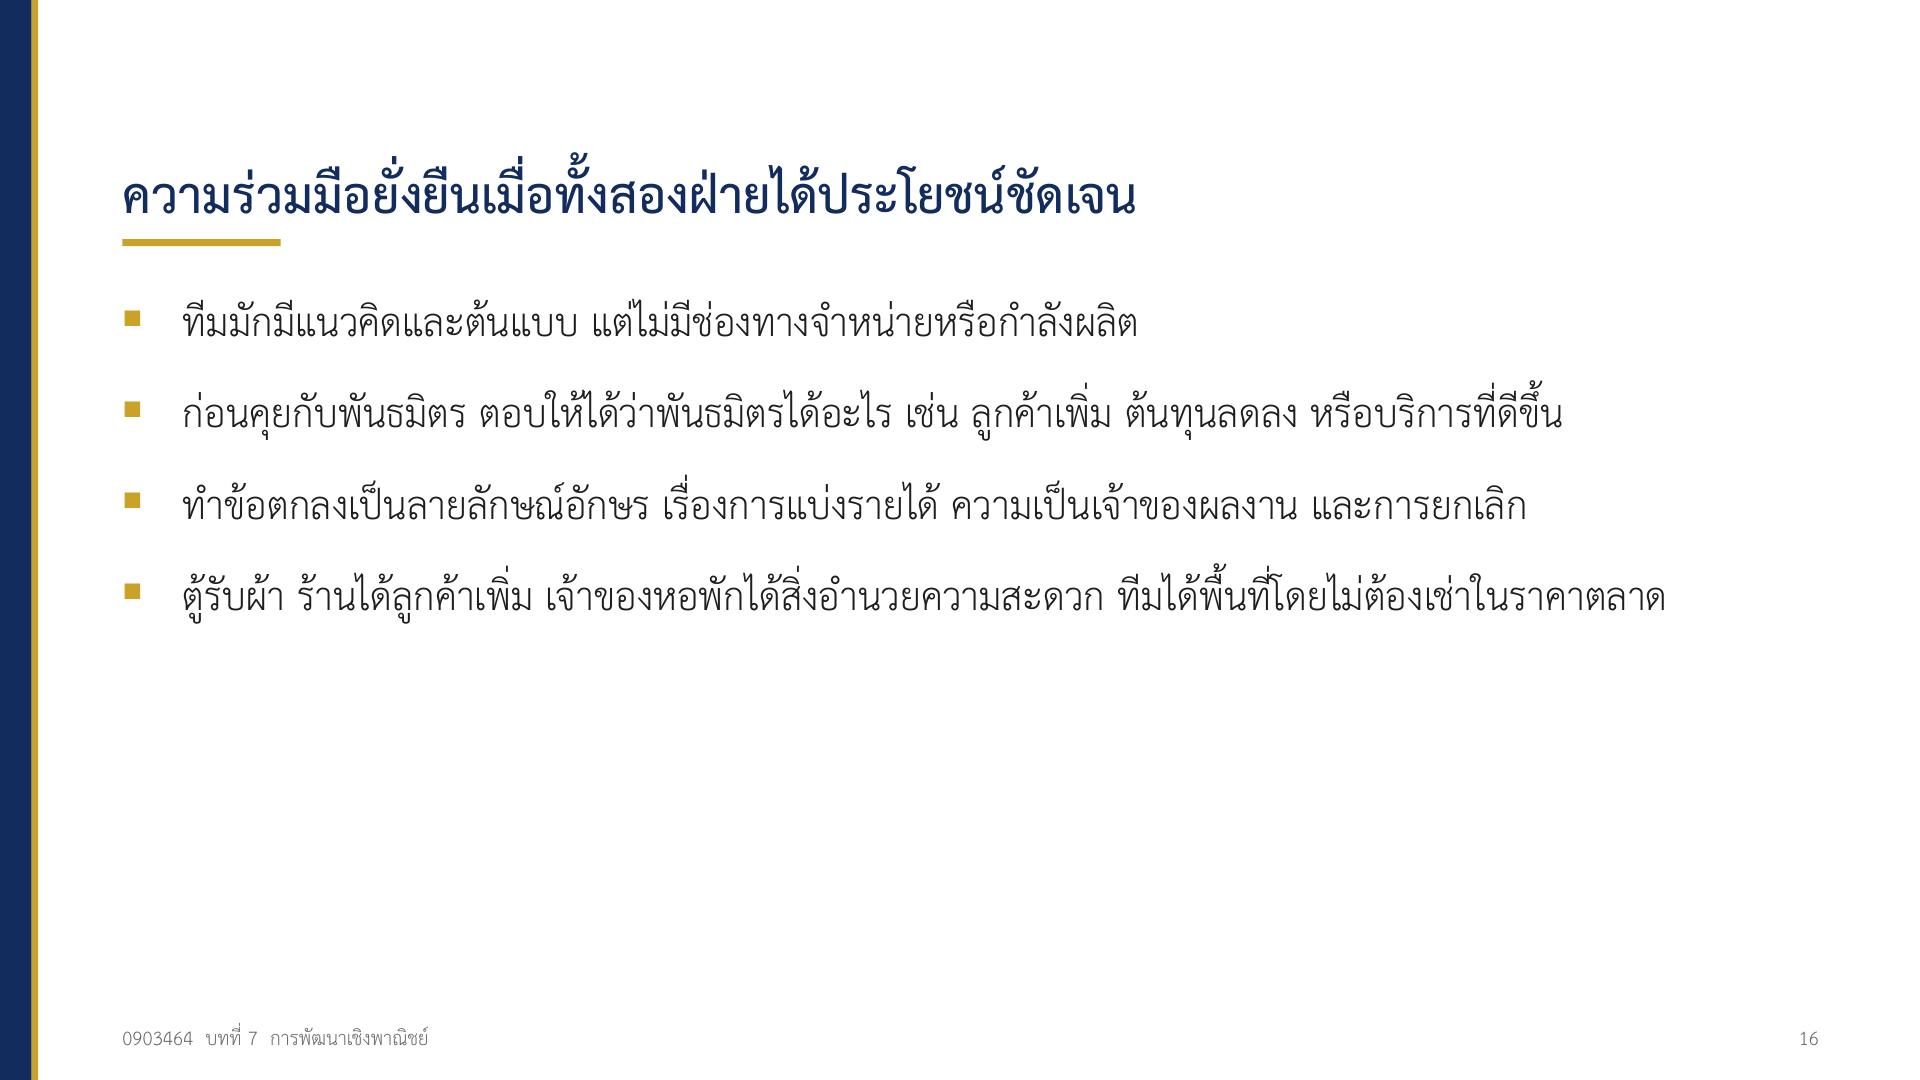 ความร่วมมือยั่งยืนเมื่อทั้งสองฝ่ายได้ประโยชน์ชัดเจน
ทีมมักมีแนวคิดและต้นแบบ แต่ไม่มีช่องทางจำหน่ายหรือกำลังผลิต
ก่อนคุยกับพันธมิตร ตอบให้ได้ว่าพันธมิตรได้อะไร เช่น ลูกค้าเพิ่ม ต้นทุนลดลง หรือบริการที่ดีขึ้น
ทำข้อตกลงเป็นลายลักษณ์อักษร เรื่องการแบ่งรายได้ ความเป็นเจ้าของผลงาน และการยกเลิก
ตู้รับผ้า ร้านได้ลูกค้าเพิ่ม เจ้าของหอพักได้สิ่งอำนวยความสะดวก ทีมได้พื้นที่โดยไม่ต้องเช่าในราคาตลาด
0903464 บทที่ 7 การพัฒนาเชิงพาณิชย์
16